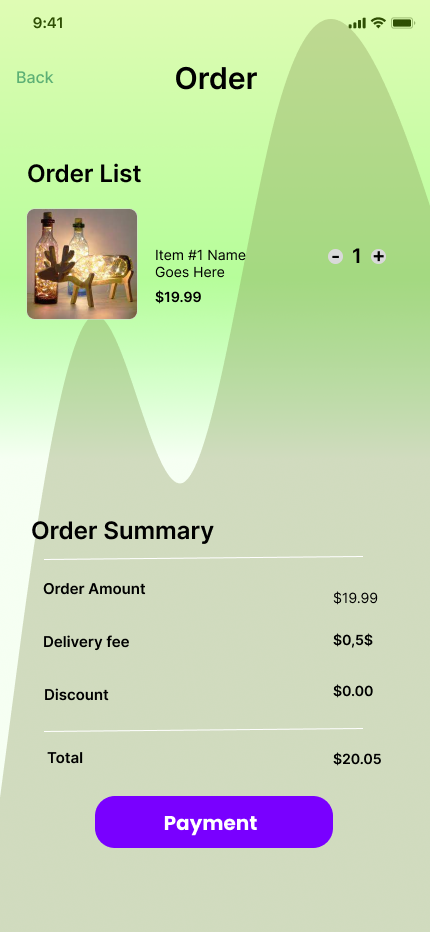 9:41
Back
Order
Order List
Item #1 Name
Goes Here
$19.99
- 1 +
Order Summary
Order Amount
$19.99
Delivery fee
$0,5$
Discount
$0.00
Total
$20.05
Payment